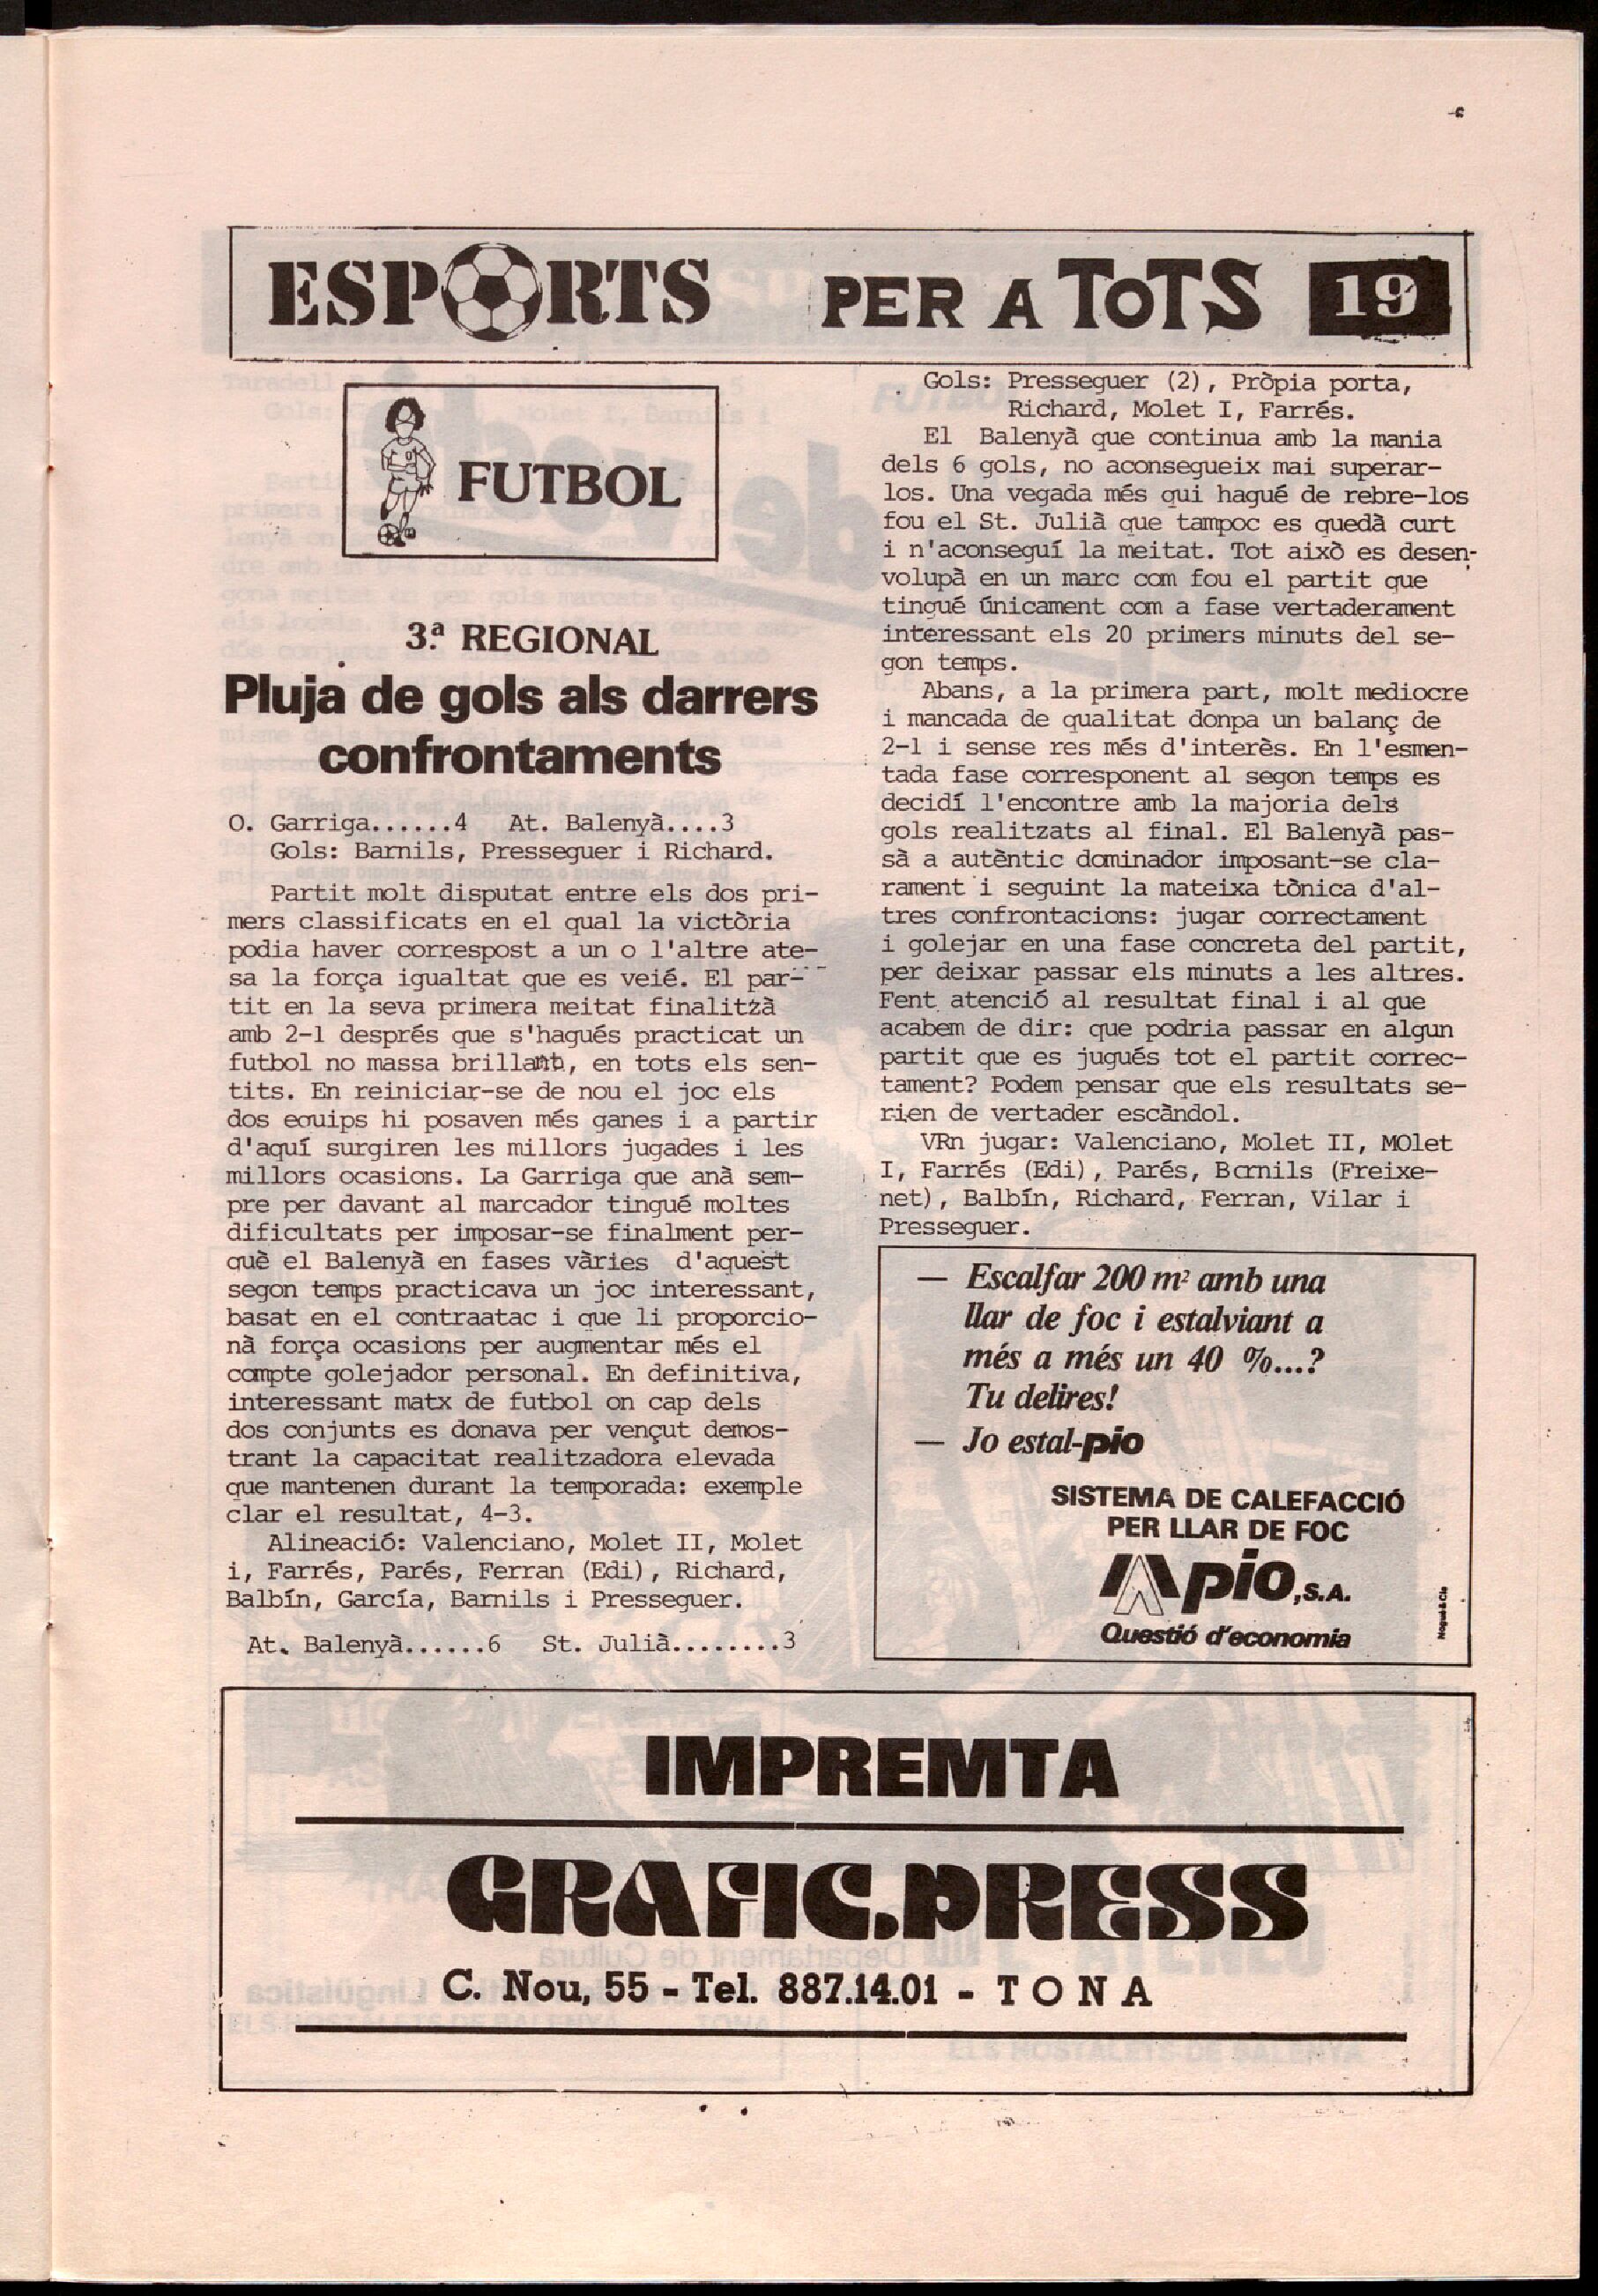 ESPORTS PER A TOTS 19
FUTBOL
3.ª REGIONAL
Pluja de gols als darrers
confrontaments
O. Garriga......4 At. Balenyà....3
Gols: Barnils, Presseguer i Richard.
Partit molt disputat entre els dos pri-
mers classificats en el qual la victòria
podia haver correspost a un o l'altre ate-
sa la força igualtat que es veié. El par-
tit en la seva primera meitat finalitzà
amb 2-1 després que s'hagués practicat un
futbol no massa brillant, en tots els sen-
tits. En reiniciar-se de nou el joc els
dos equips hi posaven més ganes i a partir
d'aquí surgiren les millors jugades i les
millors ocasions. La Garriga que anà sem-
pre per davant al marcador tingué moltes
dificultats per imposar-se finalment per-
què el Balenyà en fases vàries d'aquest
segon temps practicava un joc interessant,
basat en el contraatac i que li proporcio-
nà força ocasions per augmentar més el
compte golejador personal. En definitiva,
interessant matx de futbol on cap dels
dos conjunts es donava per vençut demos-
trant la capacitat realitzadora elevada
que mantenen durant la temporada: exemple
clar el resultat, 4-3.
Alineació: Valenciano, Molet II, Molet
i, Farrés, Parés, Ferran (Edi), Richard,
Balbín, García, Barnils i Presseguer.
At. Balenyà......6 St. Julià........3
Gols: Presseguer (2), Pròpia porta,
Richard, Molet I, Farrés.
El Balenyà que continua amb la mania
dels 6 gols, no aconsegueix mai superar-
los. Una vegada més qui hagué de rebre-los
fou el St. Julià que tampoc es quedà curt
i n'aconseguí la meitat. Tot això es desen-
volupà en un marc com fou el partit que
tingué únicament com a fase vertaderament
interessant els 20 primers minuts del se-
gon temps.
Abans, a la primera part, molt mediocre
i mancada de qualitat donpa un balanç de
2-1 i sense res més d'interès. En l'esmen-
tada fase corresponent al segon temps es
decidí l'encontre amb la majoria dels
gols realitzats al final. El Balenyà pas-
sà a autèntic dominador imposant-se cla-
rament i seguint la mateixa tònica d'al-
tres confrontacions: jugar correctament
i golejar en una fase concreta del partit,
per deixar passar els minuts a les altres.
Fent atenció al resultat final i al que
acabem de dir: que podria passar en algun
partit que es jugués tot el partit correc-
tament? Podem pensar que els resultats se-
rien de vertader escàndol.
VRn jugar: Valenciano, Molet II, MOlet
I, Farrés (Edi), Parés, Barnils (Freixe-
net), Balbín, Richard, Ferran, Vilar i
Presseguer.
— Escalfar 200 m² amb una
llar de foc i estalviant a
més a més un 40 %...?
Tu delires!
— Jo estal-pio
SISTEMA DE CALEFACCIÓ
PER LLAR DE FOC
pio, S.A.
Questió d'economia
Nogué & Cia
IMPREMTA
GRAFIC.PRESS
C. Nou, 55 - Tel. 887.14.01 - TONA